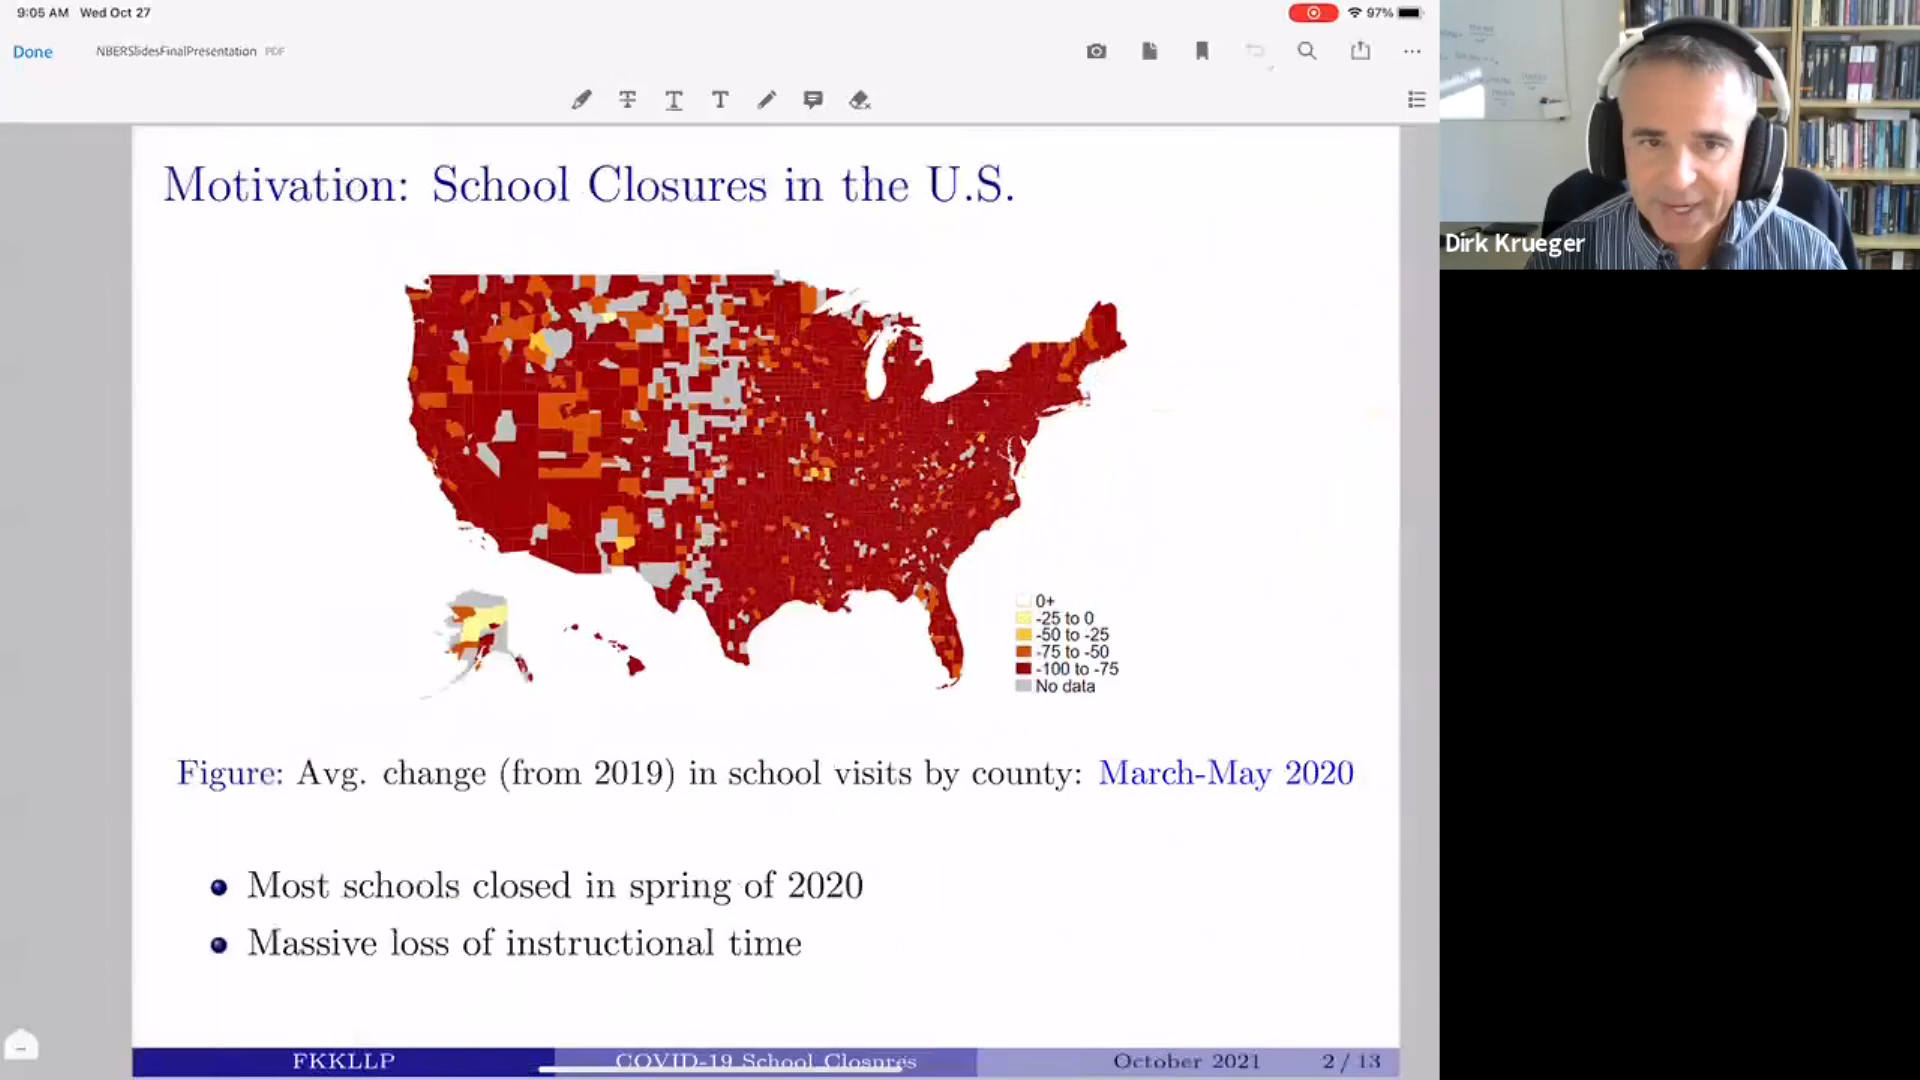 9:05 AM Wed Oct 27
97%
Done
NBERSlidesFinalPresentation PDF
Motivation: School Closures in the U.S.
0+
-25 to 0
-50 to -25
-75 to -50
-100 to -75
No data
Figure: Avg. change (from 2019) in school visits by county: March-May 2020
Most schools closed in spring of 2020
Massive loss of instructional time
FKKLLP COVID-19 School Closures October 2021 2 / 13
Dirk Krueger